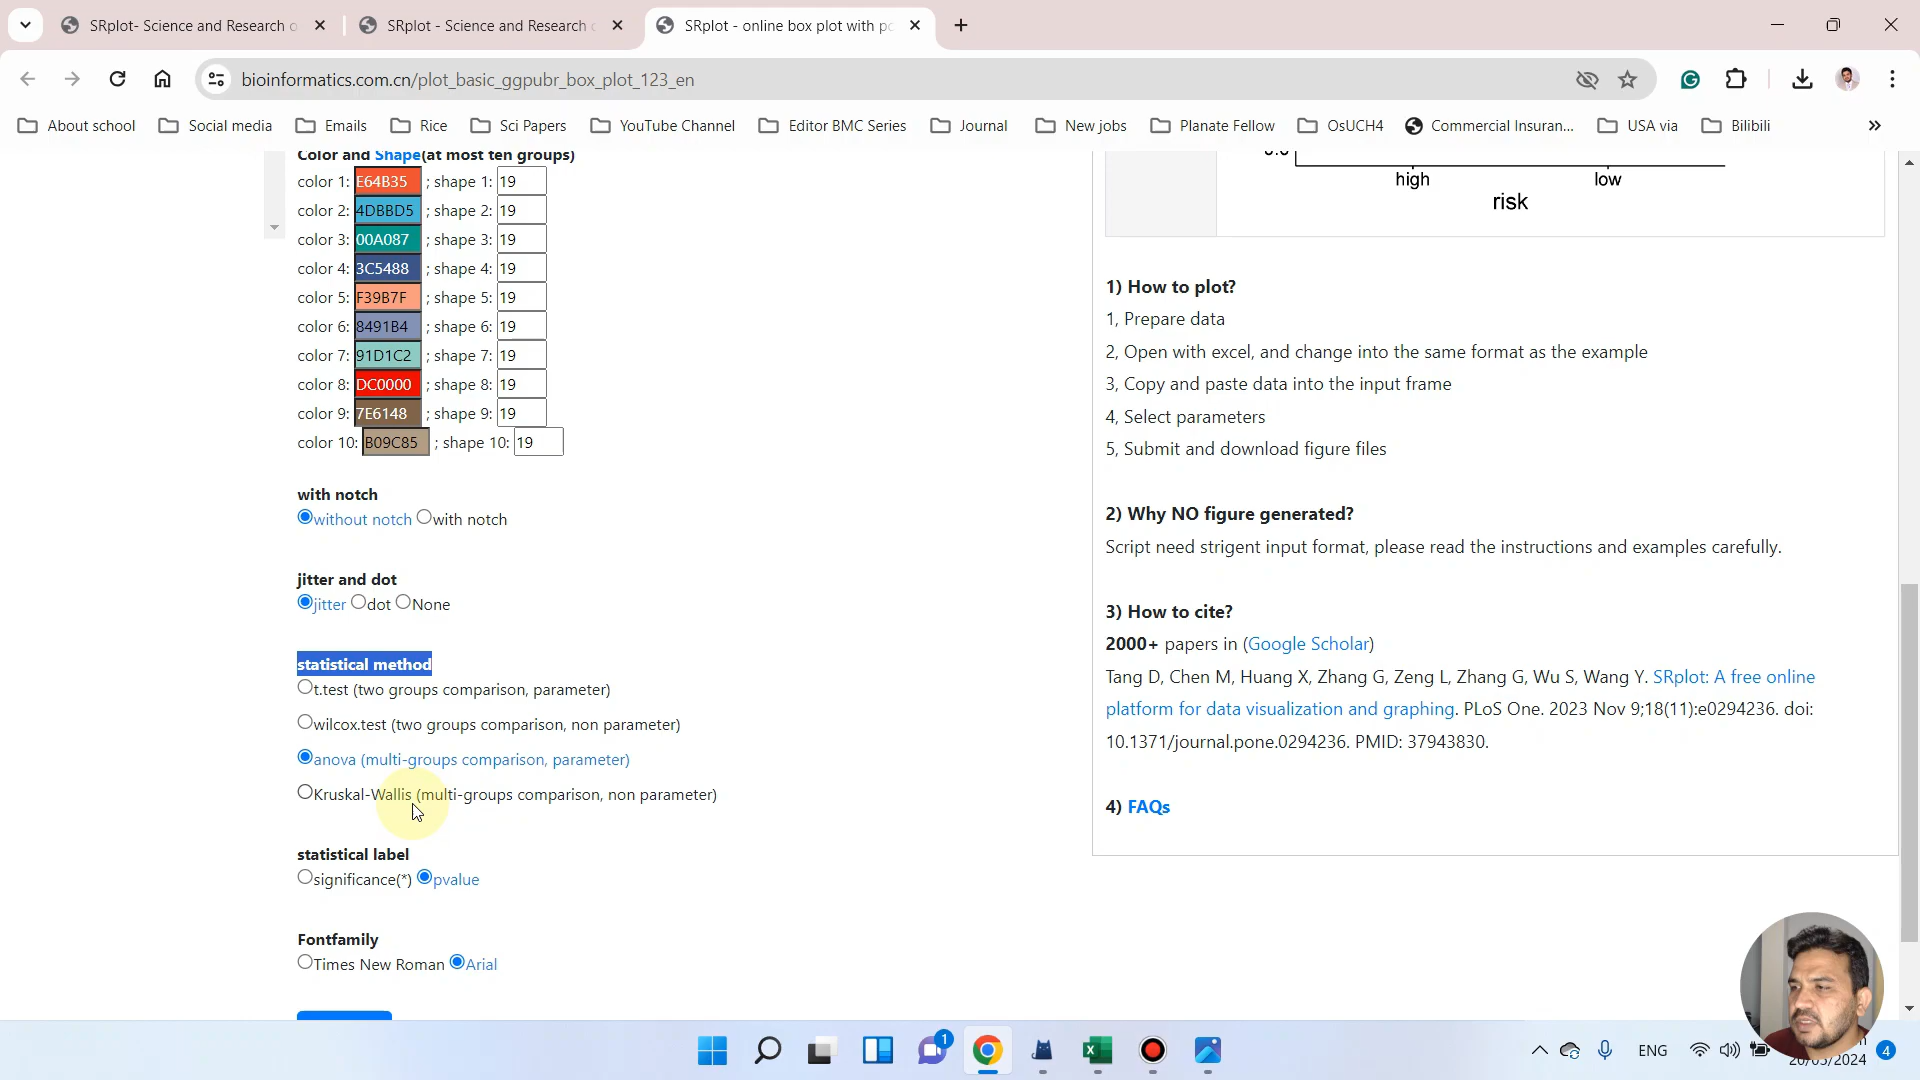 SRplot- Science and Research o
SRplot - Science and Research
SRplot - online box plot with po
bioinformatics.com.cn/plot_basic_ggpubr_box_plot_123_en
About school
Social media
Emails
Rice
Sci Papers
YouTube Channel
Editor BMC Series
Journal
New jobs
Planate Fellow
OsUCH4
Commercial Insuran...
USA via
Bilibili
Color and Shape(at most ten groups)
color 1: E64B35 ; shape 1: 19
color 2: 4DBBD5 ; shape 2: 19
color 3: 00A087 ; shape 3: 19
color 4: 3C5488 ; shape 4: 19
color 5: F39B7F ; shape 5: 19
color 6: 8491B4 ; shape 6: 19
color 7: 91D1C2 ; shape 7: 19
color 8: DC0000 ; shape 8: 19
color 9: 7E6148 ; shape 9: 19
color 10: B09C85 ; shape 10: 19
with notch
without notch with notch
jitter and dot
jitter dot None
statistical method
t.test (two groups comparison, parameter)
wilcox.test (two groups comparison, non parameter)
anova (multi-groups comparison, parameter)
Kruskal-Wallis (multi-groups comparison, non parameter)
statistical label
significance(*) pvalue
Fontfamily
Times New Roman Arial
high low
risk
1) How to plot?
1, Prepare data
2, Open with excel, and change into the same format as the example
3, Copy and paste data into the input frame
4, Select parameters
5, Submit and download figure files
2) Why NO figure generated?
Script need strigent input format, please read the instructions and examples carefully.
3) How to cite?
2000+ papers in (Google Scholar)
Tang D, Chen M, Huang X, Zhang G, Zeng L, Zhang G, Wu S, Wang Y. SRplot: A free online
platform for data visualization and graphing. PLoS One. 2023 Nov 9;18(11):e0294236. doi:
10.1371/journal.pone.0294236. PMID: 37943830.
4) FAQs
1
ENG
20/05/2024
4